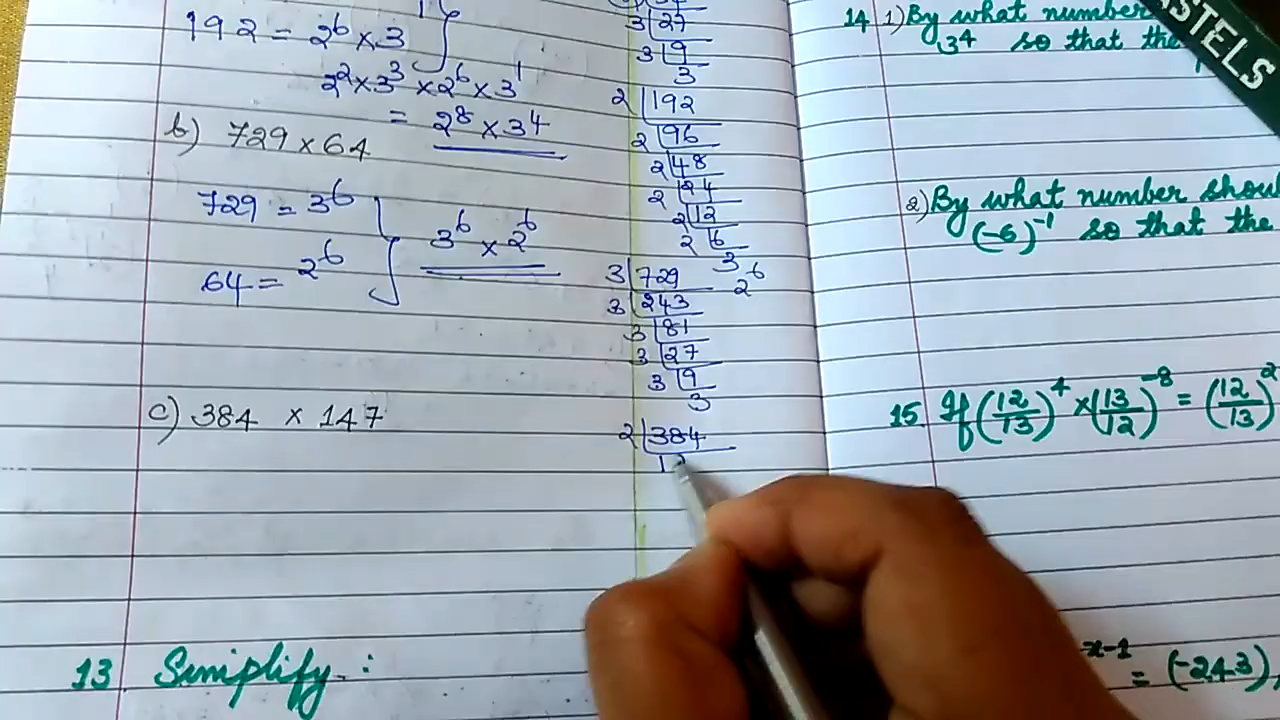 192 = 2⁶ × 3
2² × 3³ × 2⁶ × 3¹
= 2⁸ × 3⁴
b) 729 × 64
729 = 3⁶
64 = 2⁶
3⁶ × 2⁶
c) 384 × 147
13. Simplify :
3 27
3 9
3
2 192
2 96
2 48
2 24
2 12
2 6
3
2⁶
3 729
3 243
3 81
3 27
3 9
3
2 384
1
14 1) By what number
3⁴ so that the
2) By what number
(-6)⁻¹ so that the
15. If (12/13)⁴ × (13/12)⁻⁸ = (12/13)²
x-1
= (-243),
STELS